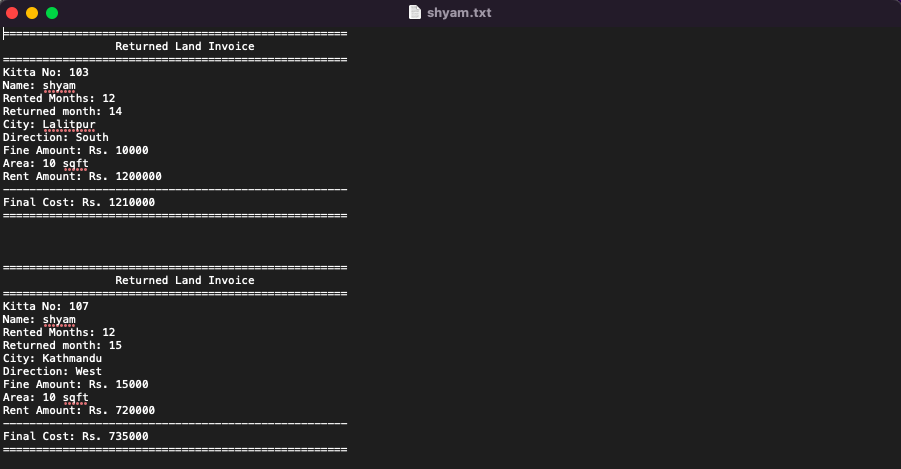 shyam.txt
====================================================
Returned Land Invoice
====================================================
Kitta No: 103
Name: shyam
Rented Months: 12
Returned month: 14
City: Lalitpur
Direction: South
Fine Amount: Rs. 10000
Area: 10 sqft
Rent Amount: Rs. 1200000
----------------------------------------------------
Final Cost: Rs. 1210000
====================================================
====================================================
Returned Land Invoice
====================================================
Kitta No: 107
Name: shyam
Rented Months: 12
Returned month: 15
City: Kathmandu
Direction: West
Fine Amount: Rs. 15000
Area: 10 sqft
Rent Amount: Rs. 720000
----------------------------------------------------
Final Cost: Rs. 735000
====================================================